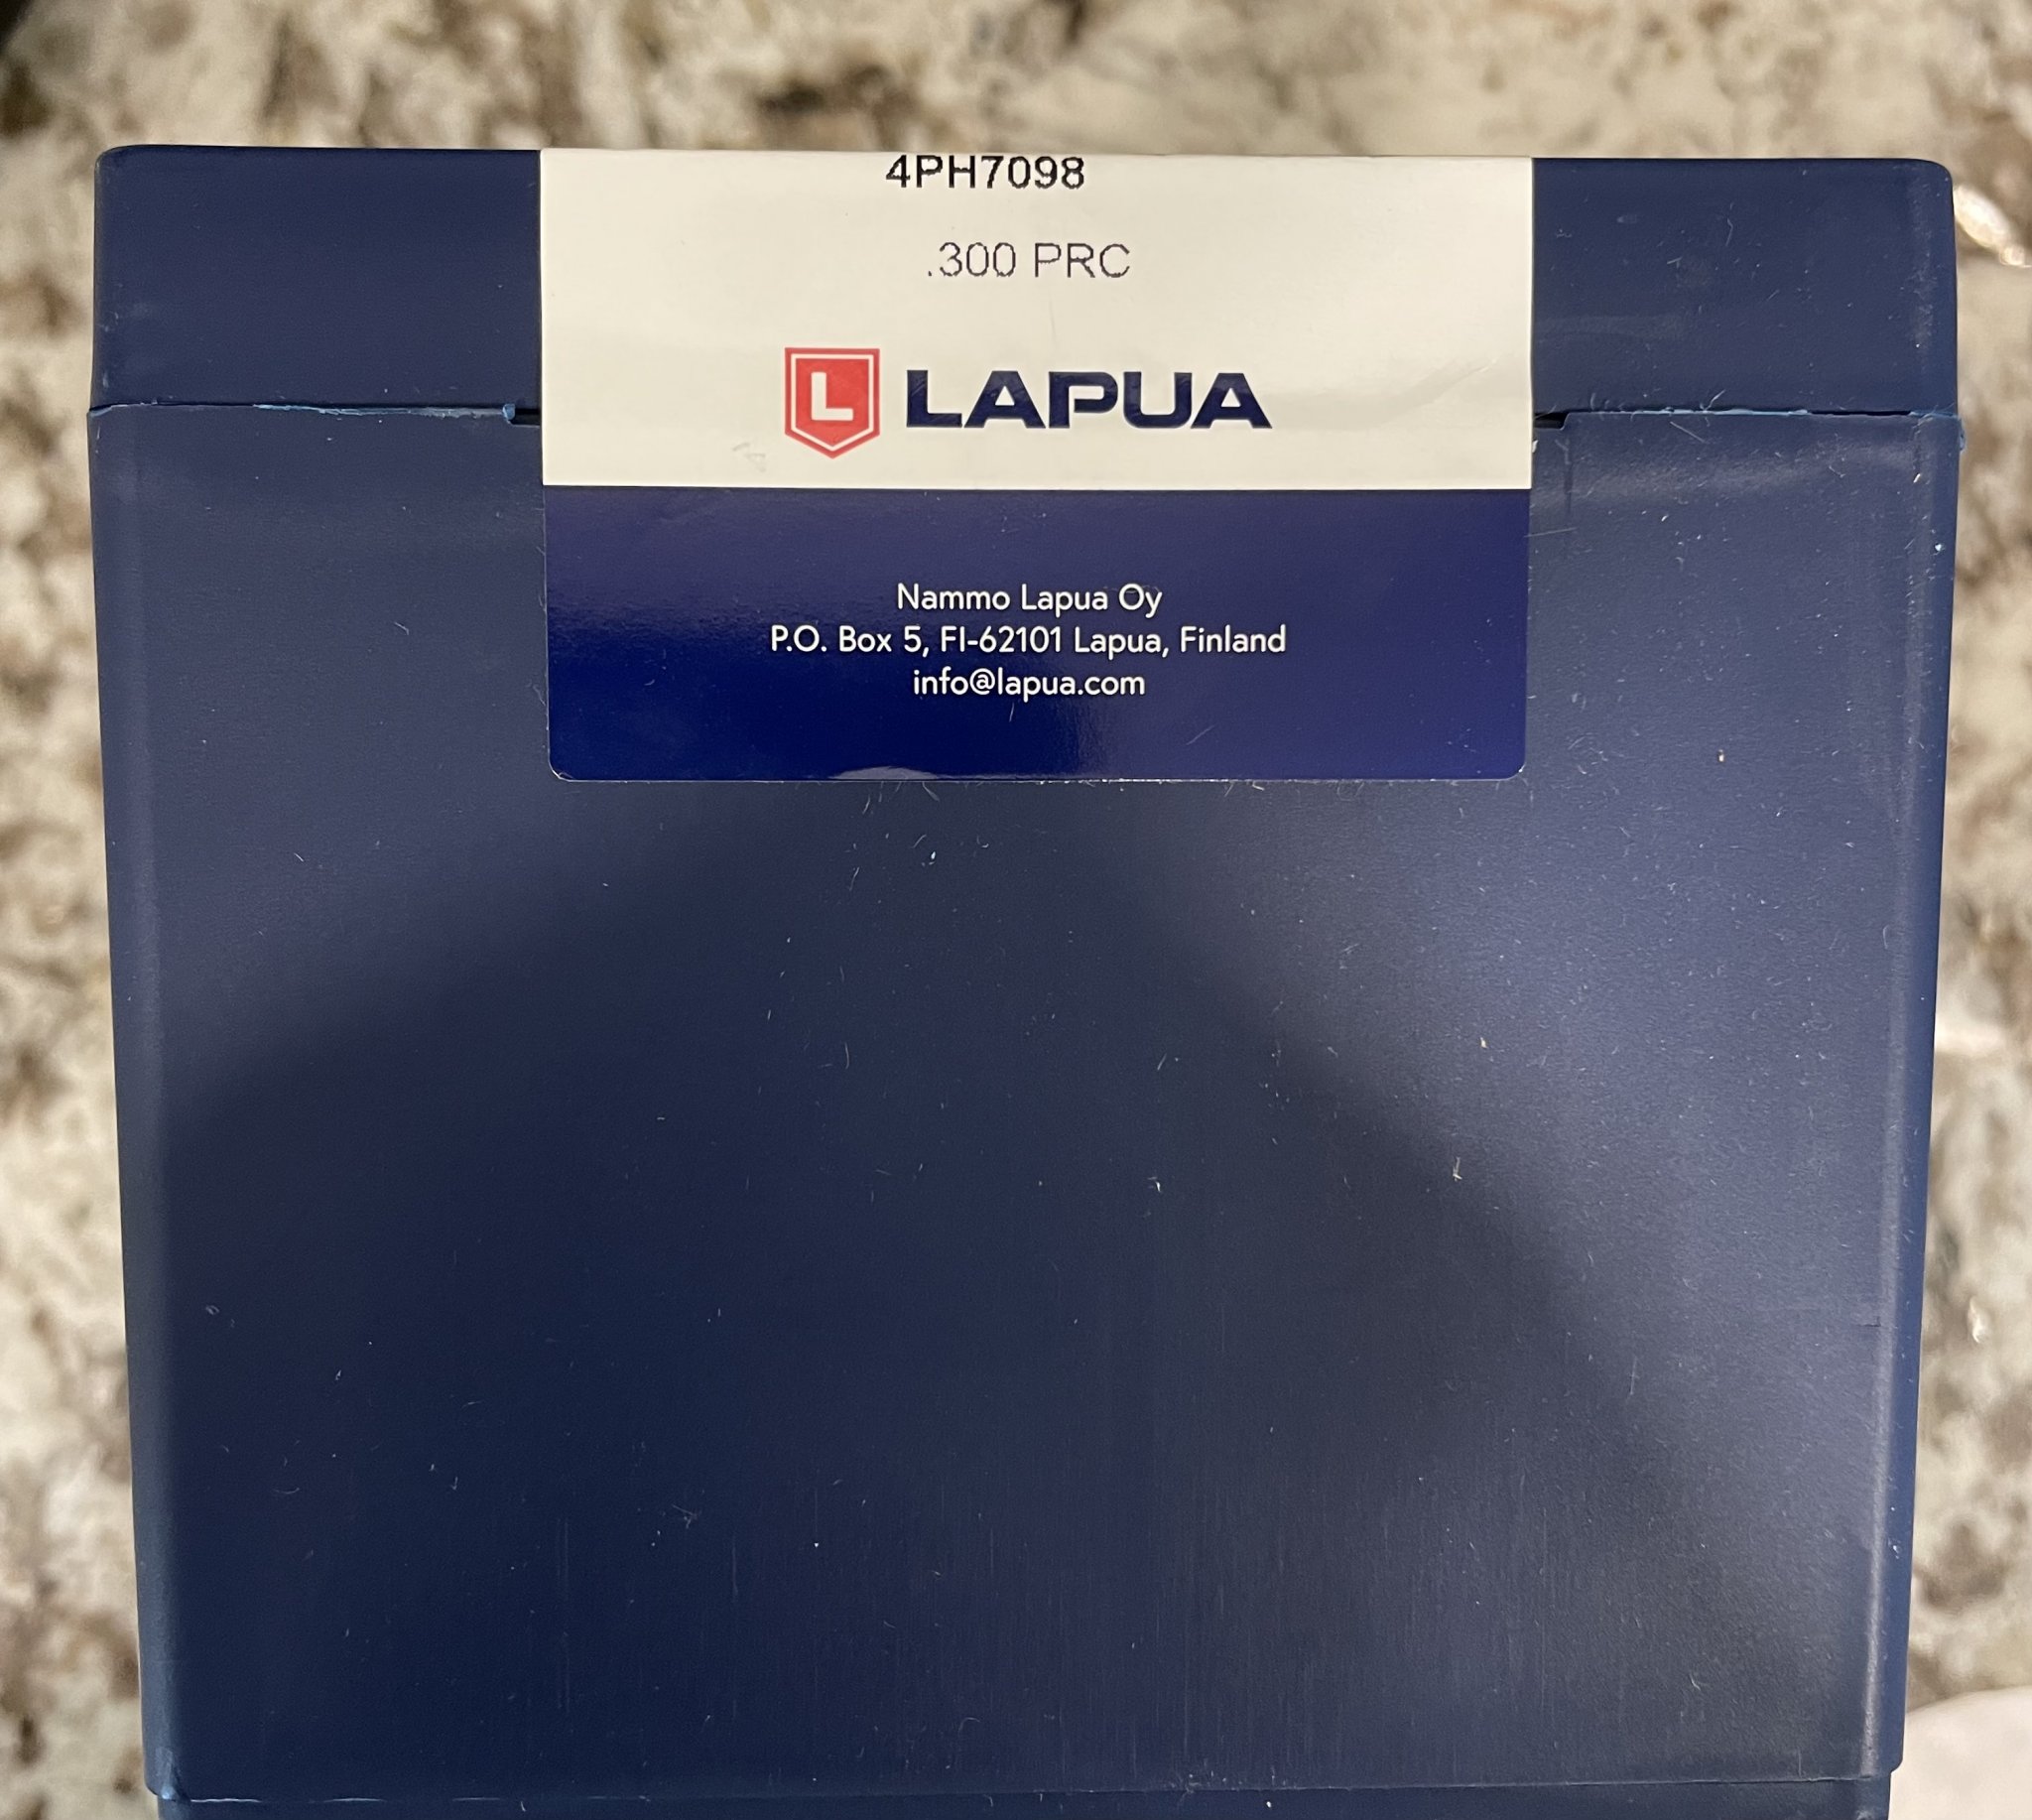 4PH7098
.300 PRC
L LAPUA
Nammo Lapua Oy
P.O. Box 5, FI-62101 Lapua, Finland
info@lapua.com